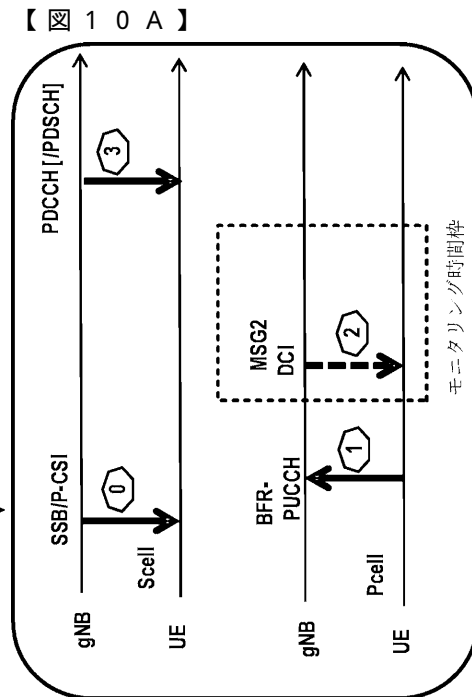 【図１０Ａ】
gNB
SSB/P-CSI
0
PDCCH [/PDSCH]
3
Scell
UE
gNB
BFR-
PUCCH
1
MSG2
DCI
2
Pcell
UE
モニタリング時間枠